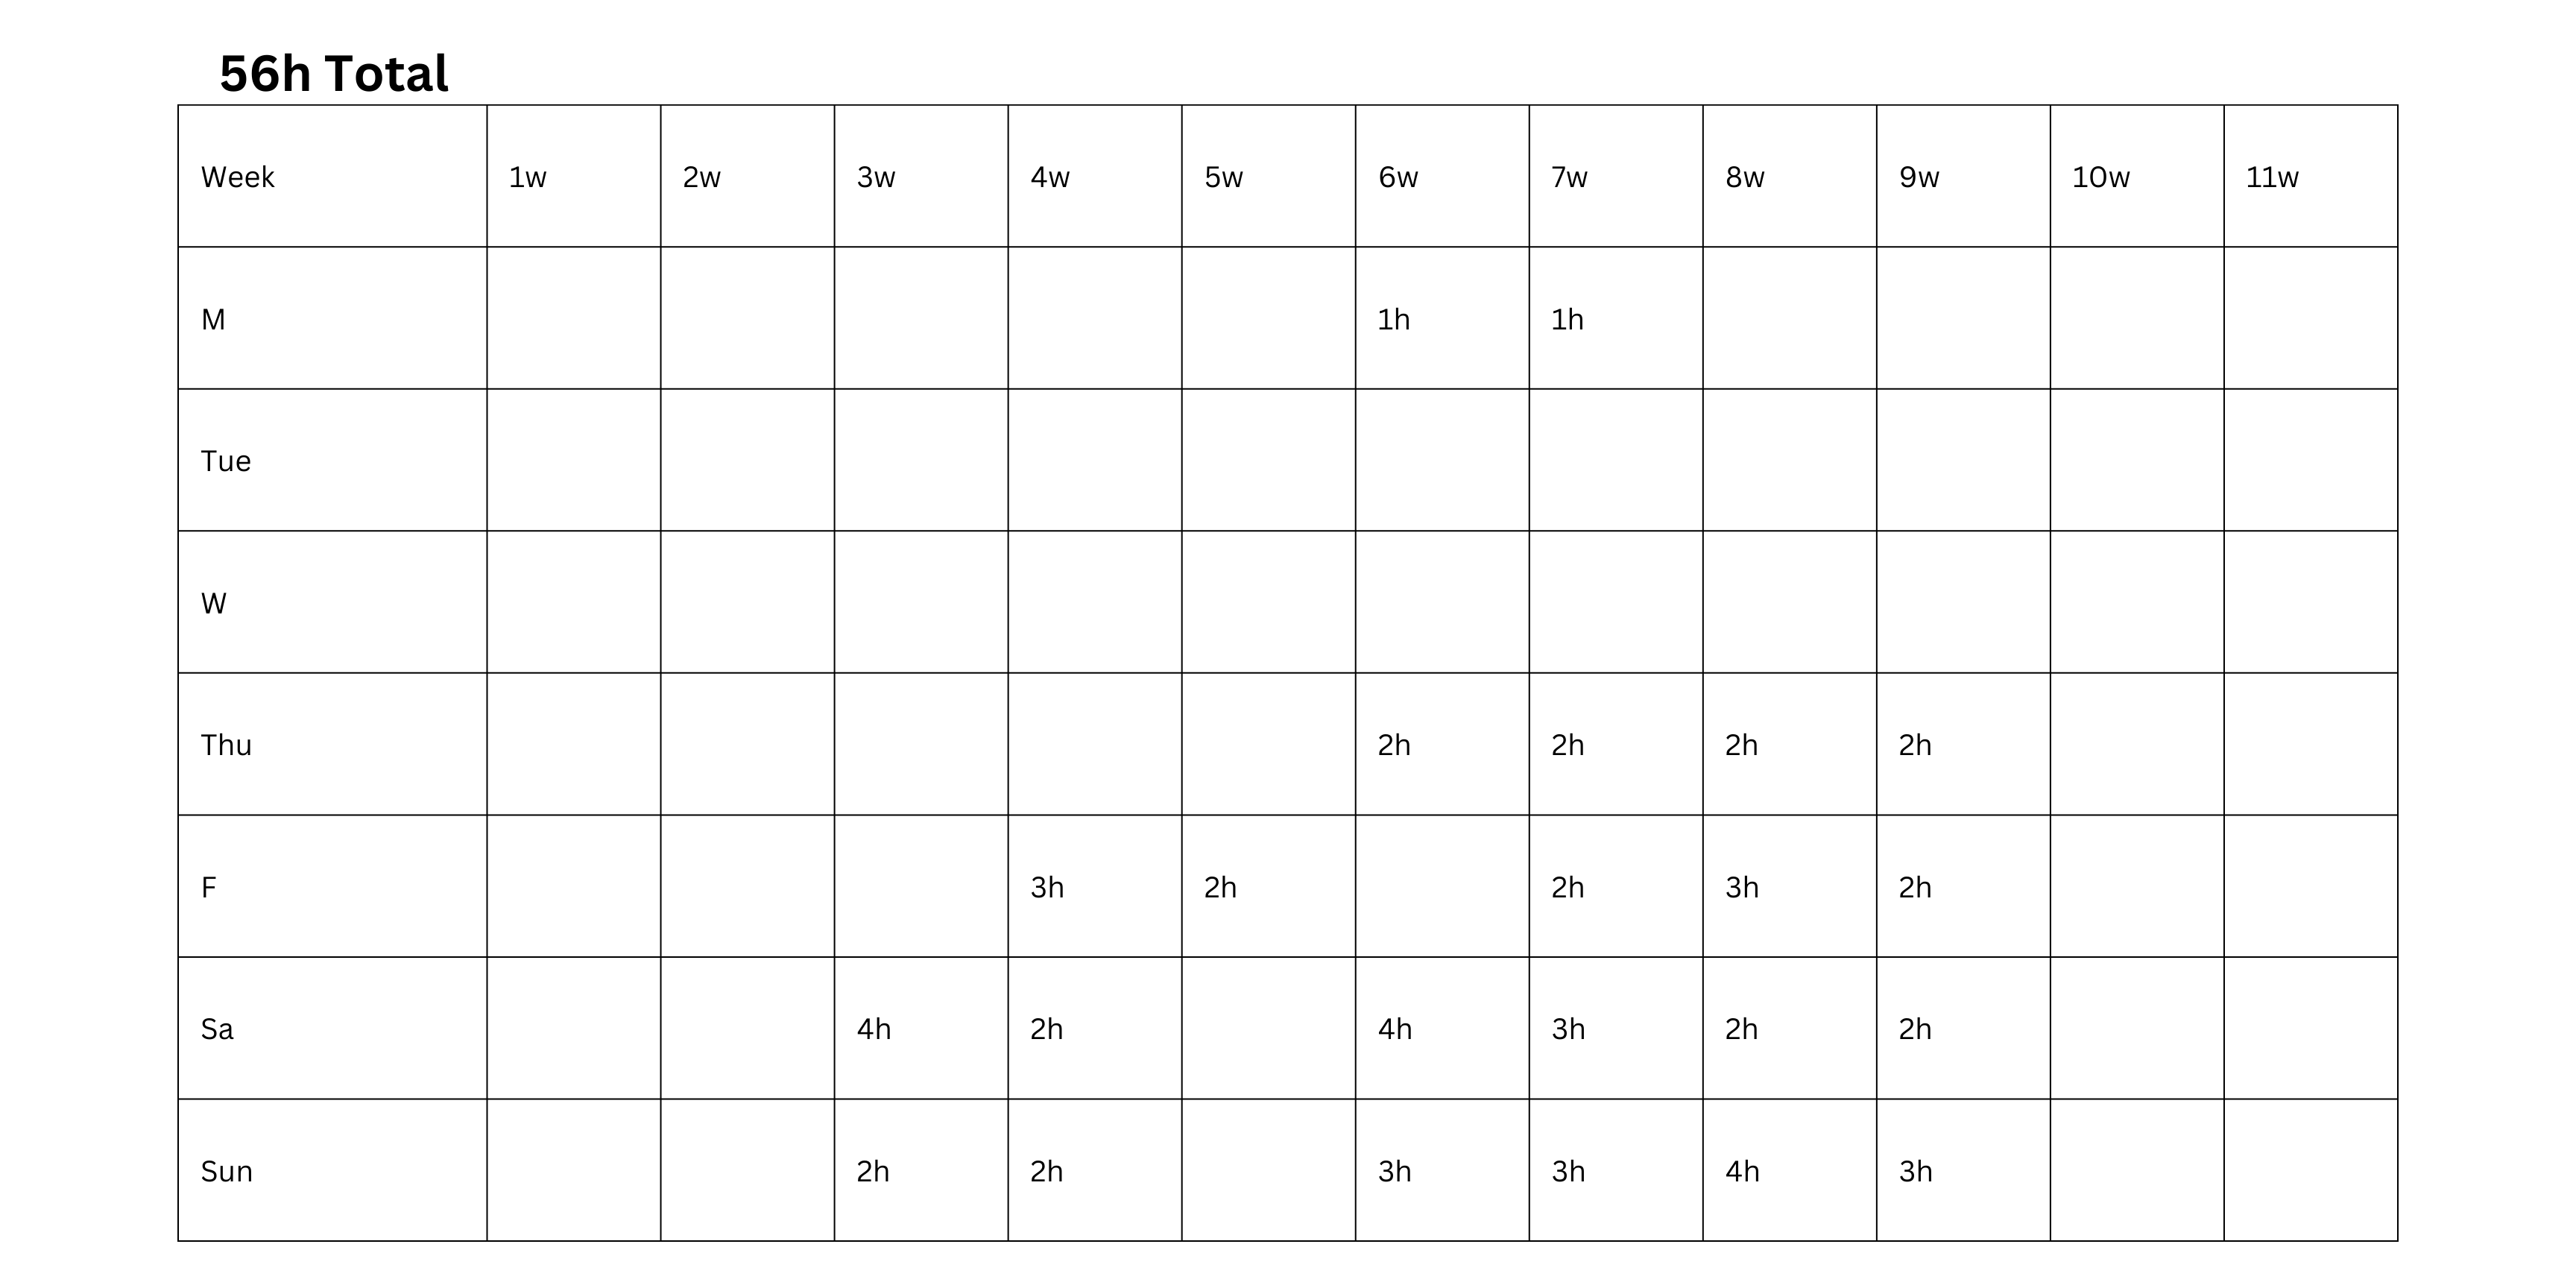 56h Total
Week 1w 2w 3w 4w 5w 6w 7w 8w 9w 10w 11w
M 1h 1h
Tue
W
Thu 2h 2h 2h 2h
F 3h 2h 2h 3h 2h
Sa 4h 2h 4h 3h 2h 2h
Sun 2h 2h 3h 3h 4h 3h